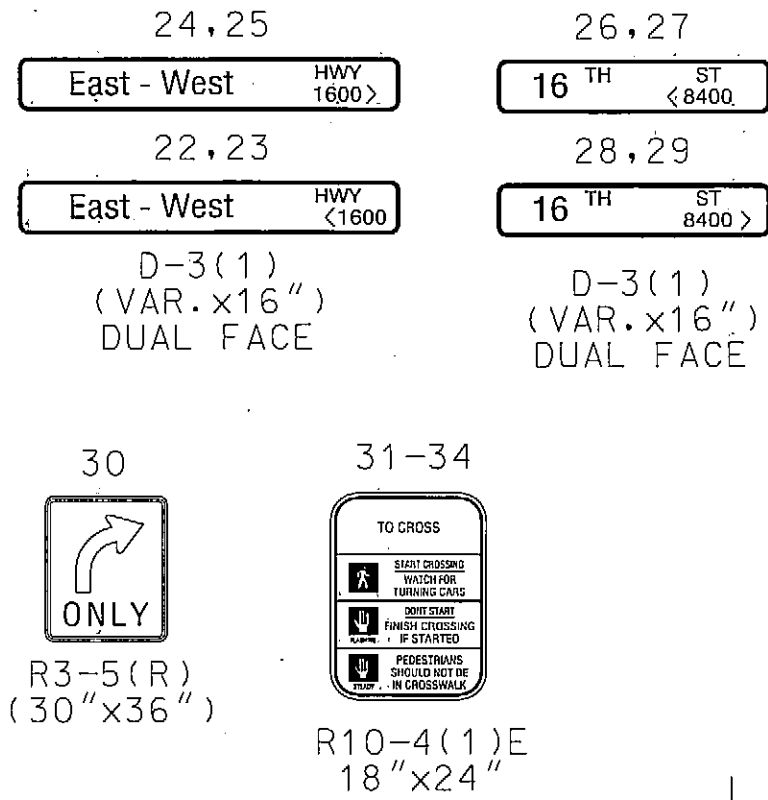 24,25
East - West HWY
1600>
22,23
East - West HWY
<1600
D-3(1)
(VAR.x16")
DUAL FACE
26,27
16 TH ST
<8400
28,29
16 TH ST
8400 >
D-3(1)
(VAR.x16")
DUAL FACE
30
ONLY
R3-5(R)
(30"x36")
31-34
TO CROSS
START CROSSING
WATCH FOR
TURNING CARS
DONT START
FINISH CROSSING
IF STARTED
FLASHING
PEDESTRIANS
SHOULD NOT BE
IN CROSSWALK
STEADY
R10-4(1)E
18"x24"